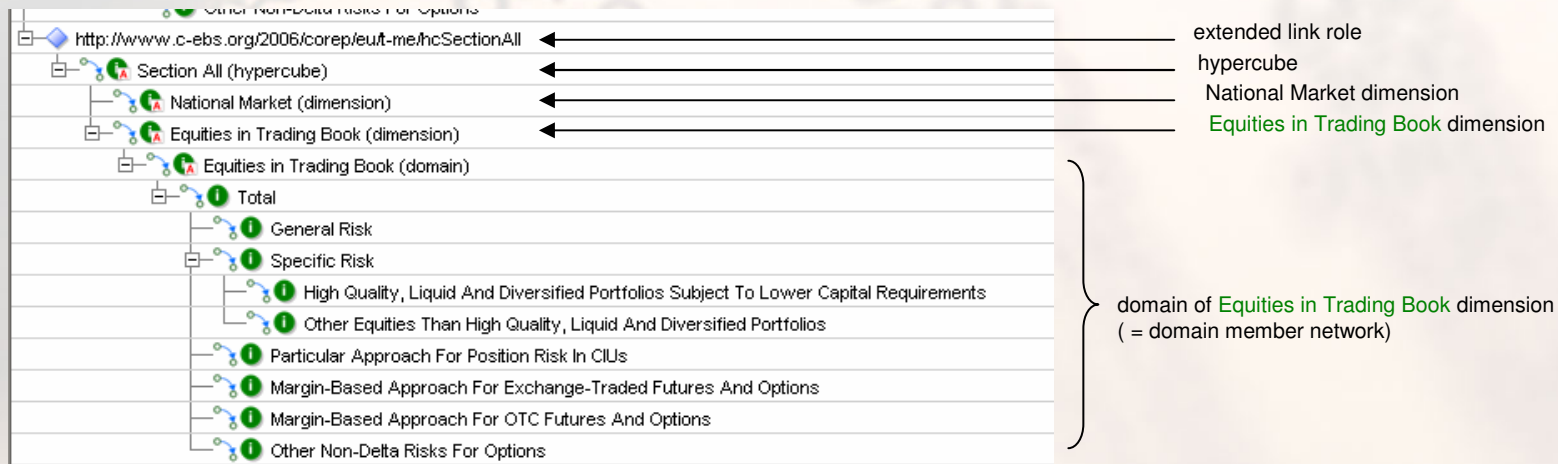 Other Non-Delta Risks For Options
http://www.c-ebs.org/2006/corep/eu/t-me/hcSectionAll
extended link role
Section All (hypercube)
hypercube
National Market (dimension)
National Market dimension
Equities in Trading Book (dimension)
Equities in Trading Book dimension
Equities in Trading Book (domain)
Total
General Risk
Specific Risk
High Quality, Liquid And Diversified Portfolios Subject To Lower Capital Requirements
Other Equities Than High Quality, Liquid And Diversified Portfolios
domain of Equities in Trading Book dimension
( = domain member network)
Particular Approach For Position Risk In CIUs
Margin-Based Approach For Exchange-Traded Futures And Options
Margin-Based Approach For OTC Futures And Options
Other Non-Delta Risks For Options